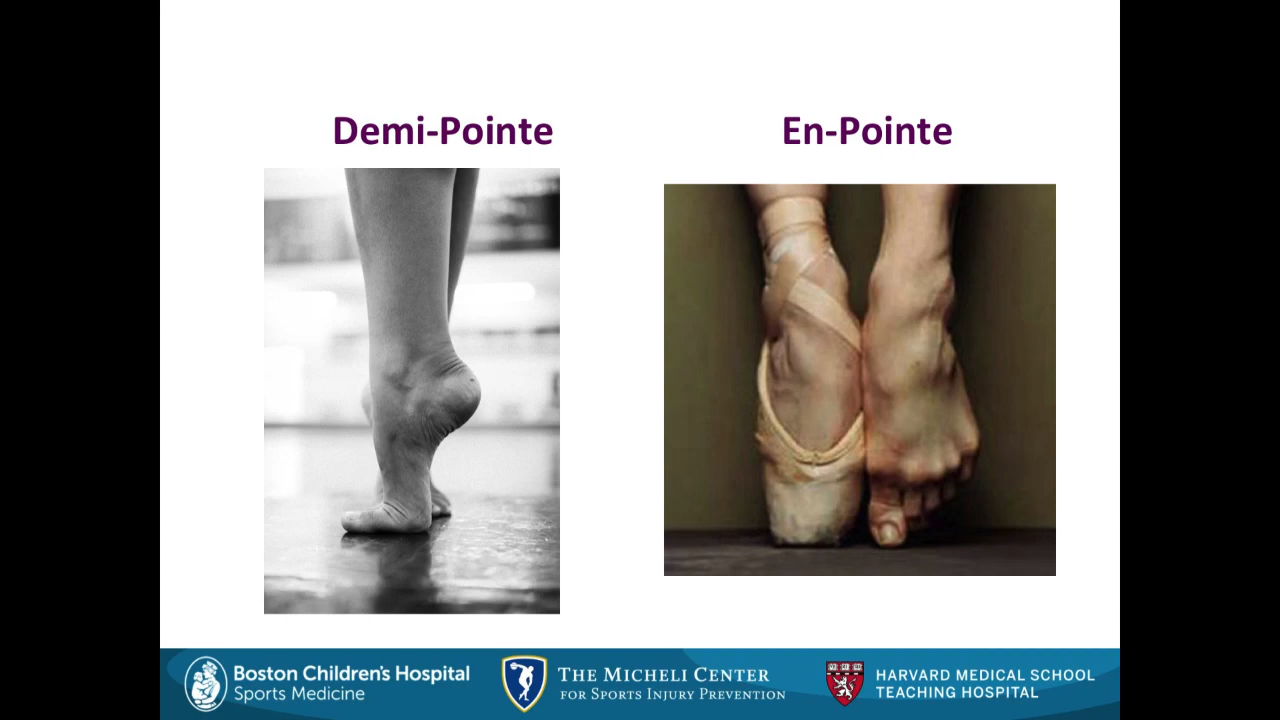 Demi-Pointe
En-Pointe
Boston Children's Hospital
Sports Medicine
THE MICHELI CENTER
FOR SPORTS INJURY PREVENTION
HARVARD MEDICAL SCHOOL
TEACHING HOSPITAL